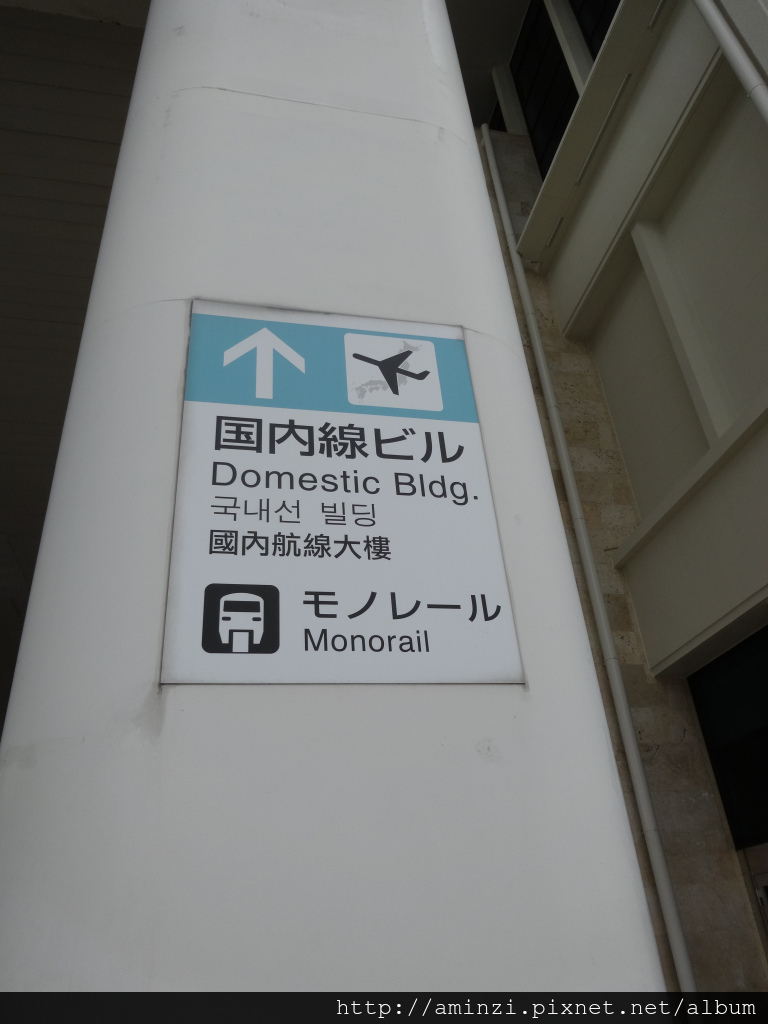 国内線ビル
Domestic Bldg.
국내선 빌딩
國內航線大樓
モノレール
Monorail
http://aminzi.pixnet.net/album